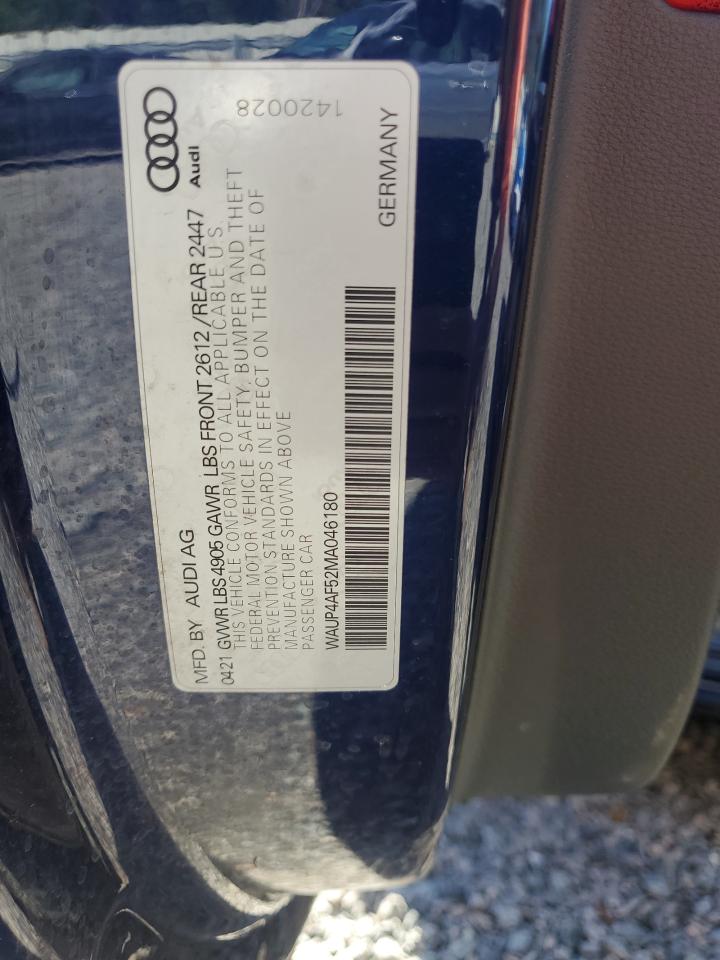 MFD. BY AUDI AG
Audi
0421 GVWR LBS 4905 GAWR LBS FRONT 2612 /REAR 2447
THIS VEHICLE CONFORMS TO ALL APPLICABLE U S
FEDERAL MOTOR VEHICLE SAFETY, BUMPER AND THEFT
PREVENTION STANDARDS IN EFFECT ON THE DATE OF
MANUFACTURE SHOWN ABOVE
PASSENGER CAR
WAUP4AF52MA046180
GERMANY
1420028